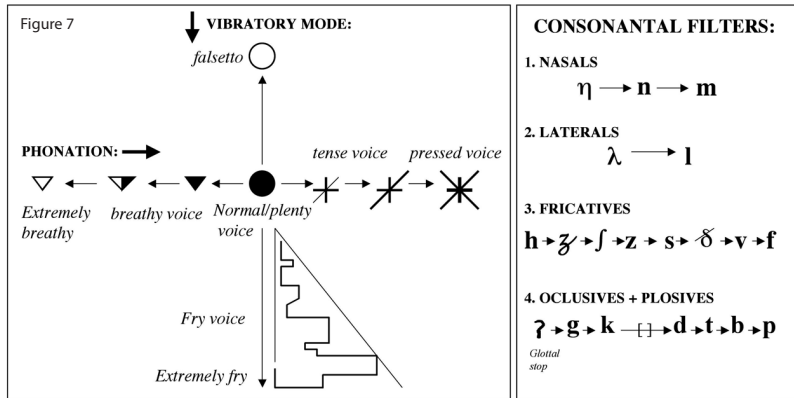 Figure 7
VIBRATORY MODE:
falsetto
PHONATION:
tense voice
pressed voice
Extremely
breathy
breathy voice
Normal/plenty
voice
Fry voice
Extremely fry
CONSONANTAL FILTERS:
1. NASALS
η → n → m
2. LATERALS
λ → l
3. FRICATIVES
h → ʒ → ʃ → z → s → ð → v → f
4. OCLUSIVES + PLOSIVES
ʔ → g → k —[ ]→ d → t → b → p
Glottal
stop